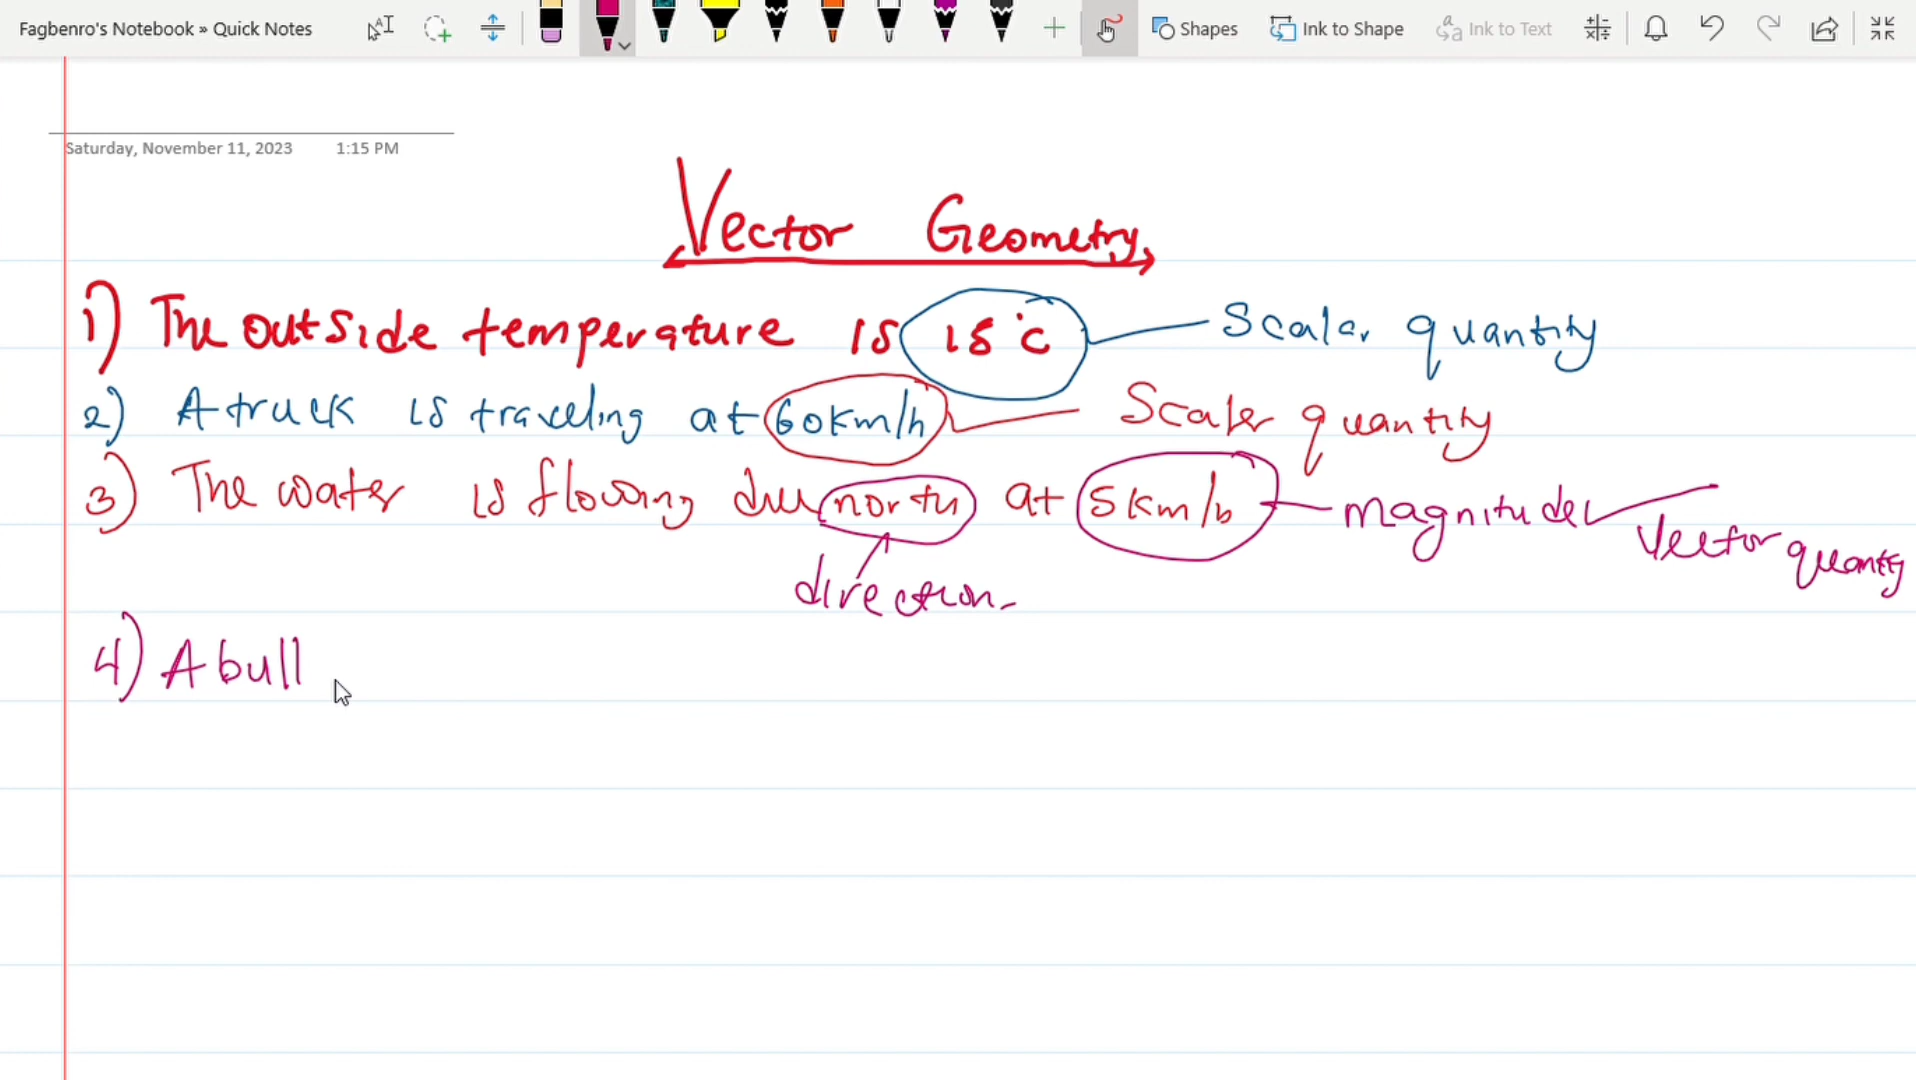 Fagbenro's Notebook » Quick Notes
Shapes
Ink to Shape
Ink to Text
Saturday, November 11, 2023 1:15 PM
Vector Geometry
1) The outside temperature is 15°c Scalar quantity
2) A truck is traveling at 60km/h Scalar quantity
3) The water is flowing due north at 5km/h magnitude Vector quantity
direction
4) A bull